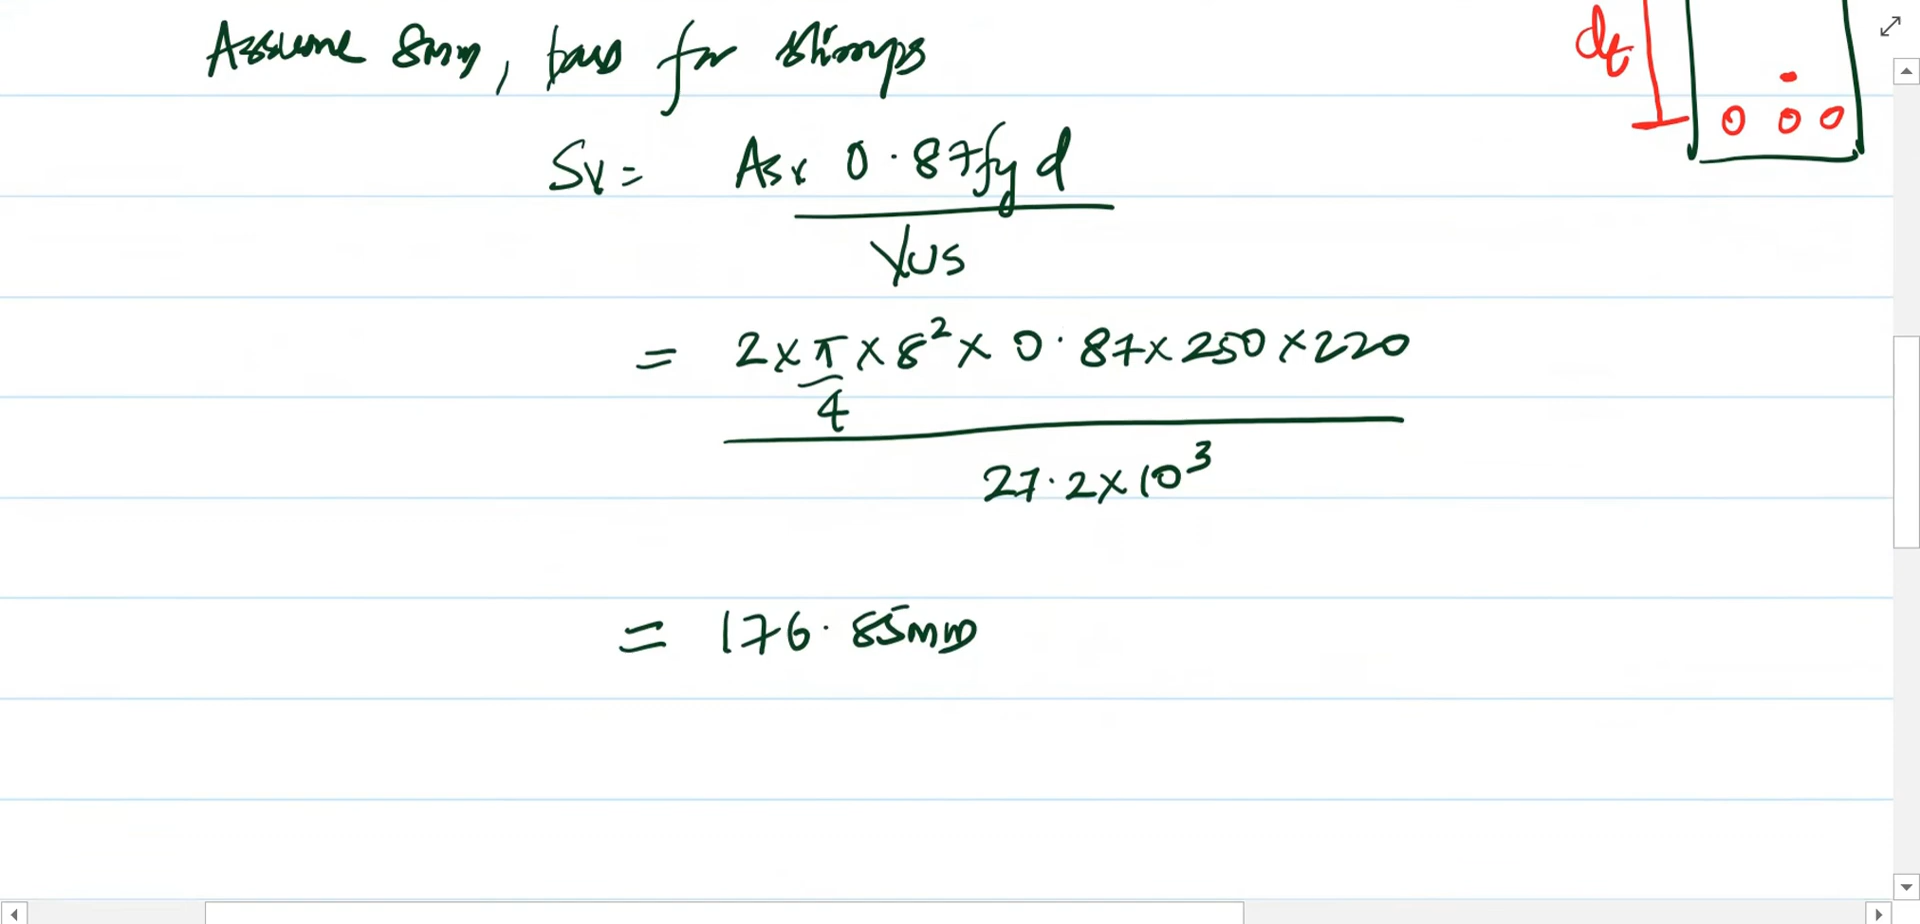 Assume 8mm, bars for stirrups
dt
Sv = Asv 0.87fy d
Vus
= 2 × π × 8² × 0.87 × 250 × 220
4
27.2 × 10³
= 176.85mm